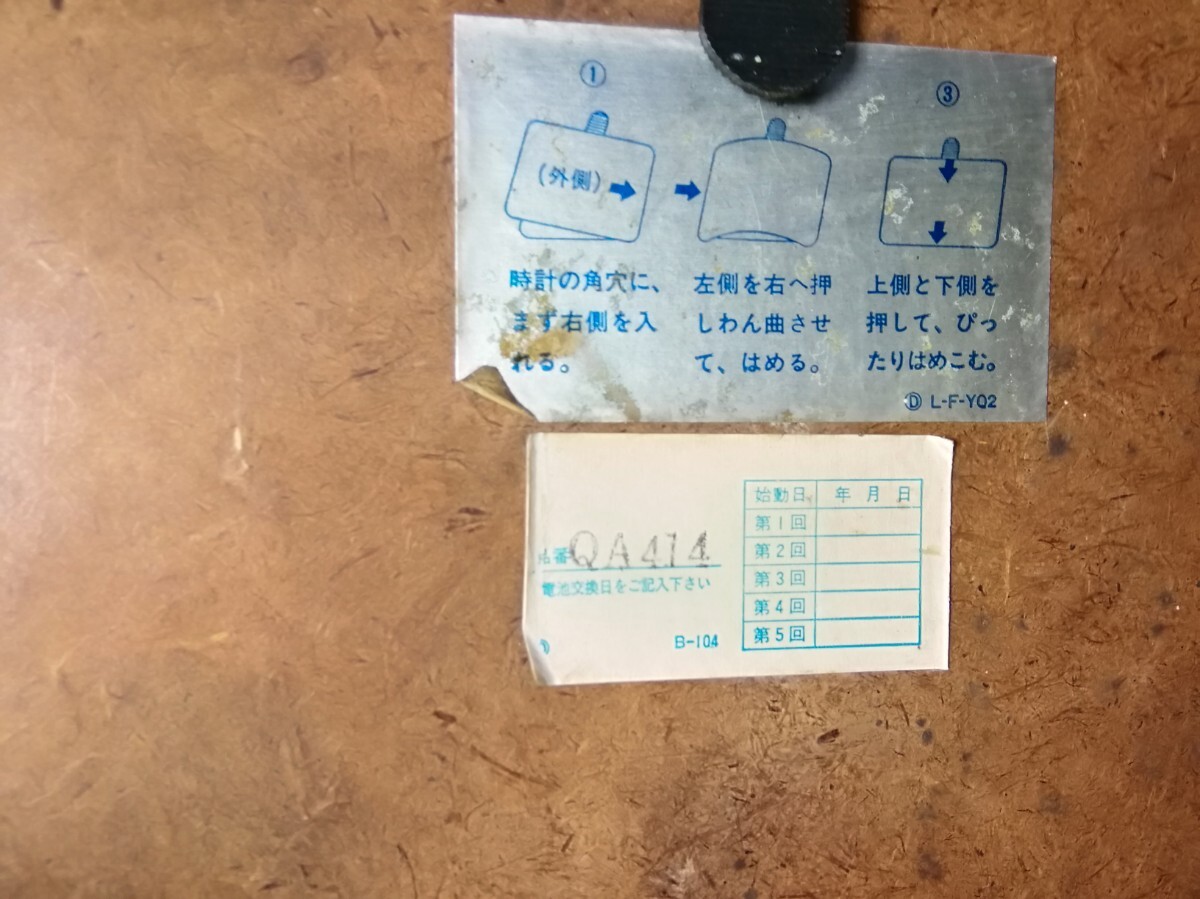 ①
(外側)
時計の角穴に、
まず右側を入
れる。
左側を右へ押
しわん曲させ
て、はめる。
③
上側と下側を
押して、ぴっ
たりはめこむ。
Ⓓ L-F-Y02
品番 QA474
電池交換日をご記入下さい
B-104
始動日 年 月 日
第1回
第2回
第3回
第4回
第5回